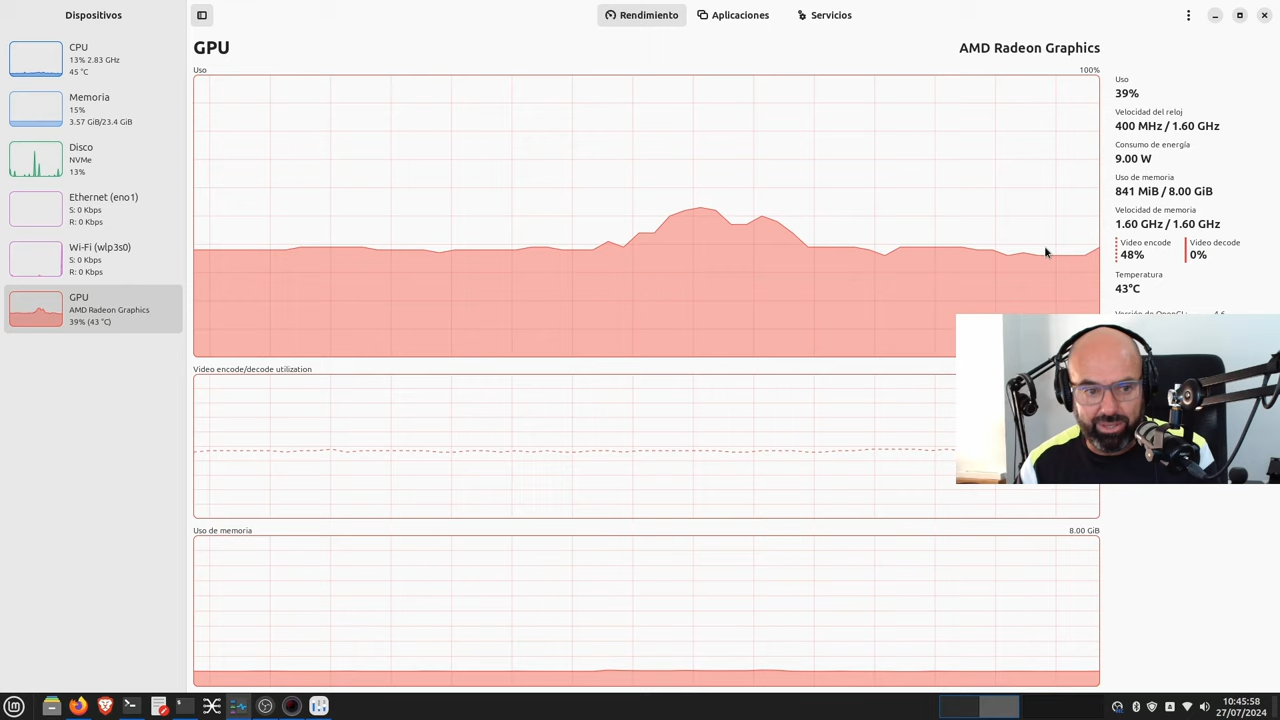 Dispositivos
Rendimiento
Aplicaciones
Servicios
CPU
13% 2.83 GHz
45 °C
Memoria
15%
3.57 GiB/23.4 GiB
Disco
NVMe
13%
Ethernet (eno1)
S: 0 Kbps
R: 0 Kbps
Wi-Fi (wlp3s0)
S: 0 Kbps
R: 0 Kbps
GPU
AMD Radeon Graphics
39% (43 °C)
GPU
AMD Radeon Graphics
Uso
100%
Video encode/decode utilization
Uso de memoria
8.00 GiB
Uso
39%
Velocidad del reloj
400 MHz / 1.60 GHz
Consumo de energía
9.00 W
Uso de memoria
841 MiB / 8.00 GiB
Velocidad de memoria
1.60 GHz / 1.60 GHz
Video encode
48%
Video decode
0%
Temperatura
43°C
10:45:58
27/07/2024